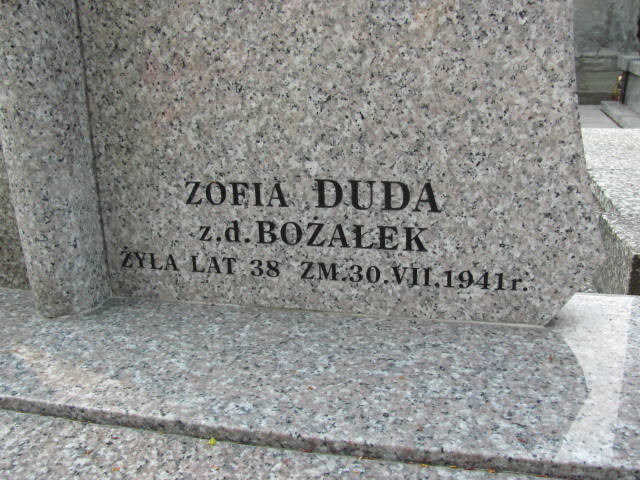 ZOFIA DUDA
z.d. BOŻAŁEK
ŻYŁA LAT 38 ZM.30.VII.1941r.